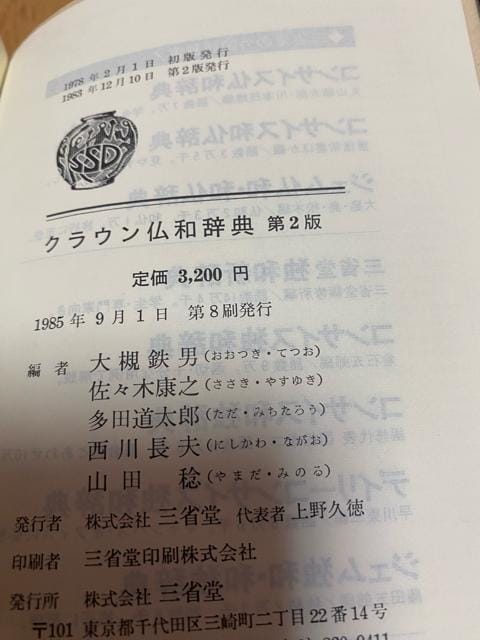 1978 年 2 月 1 日 初版発行
1983 年 12 月 10 日 第2版発行
SSD
クラウン仏和辞典 第2版
定価 3,200 円
1985 年 9 月 1 日 第 8 刷発行
編者 大槻鉄男(おおつき・てつお)
佐々木康之(ささき・やすゆき)
多田道太郎(ただ・みちたろう)
西川長夫(にしかわ・ながお)
山田 稔(やまだ・みのる)
発行者 株式会社 三省堂 代表者 上野久徳
印刷者 三省堂印刷株式会社
発行所 株式会社 三省堂
〒101 東京都千代田区三崎町二丁目 22 番 14 号